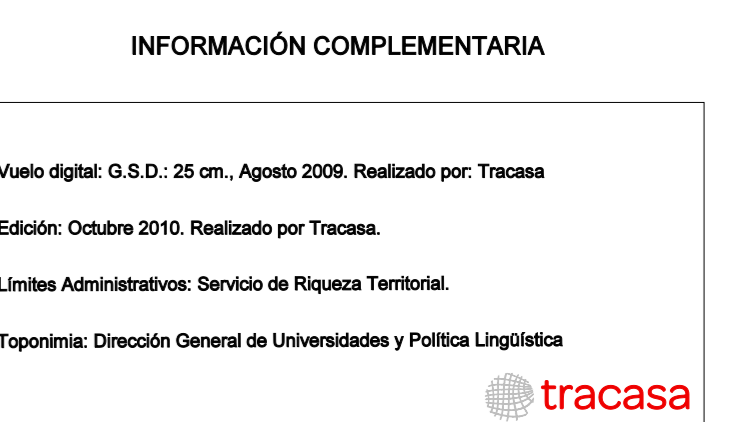 INFORMACIÓN COMPLEMENTARIA
Vuelo digital: G.S.D.: 25 cm., Agosto 2009. Realizado por: Tracasa
Edición: Octubre 2010. Realizado por Tracasa.
Límites Administrativos: Servicio de Riqueza Territorial.
Toponimia: Dirección General de Universidades y Política Lingüística
tracasa